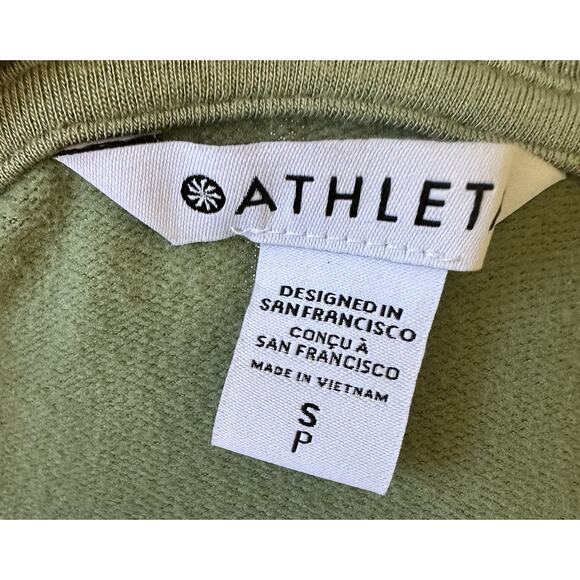 ATHLET
DESIGNED IN
SAN FRANCISCO
CONÇU À
SAN FRANCISCO
MADE IN VIETNAM
S
P